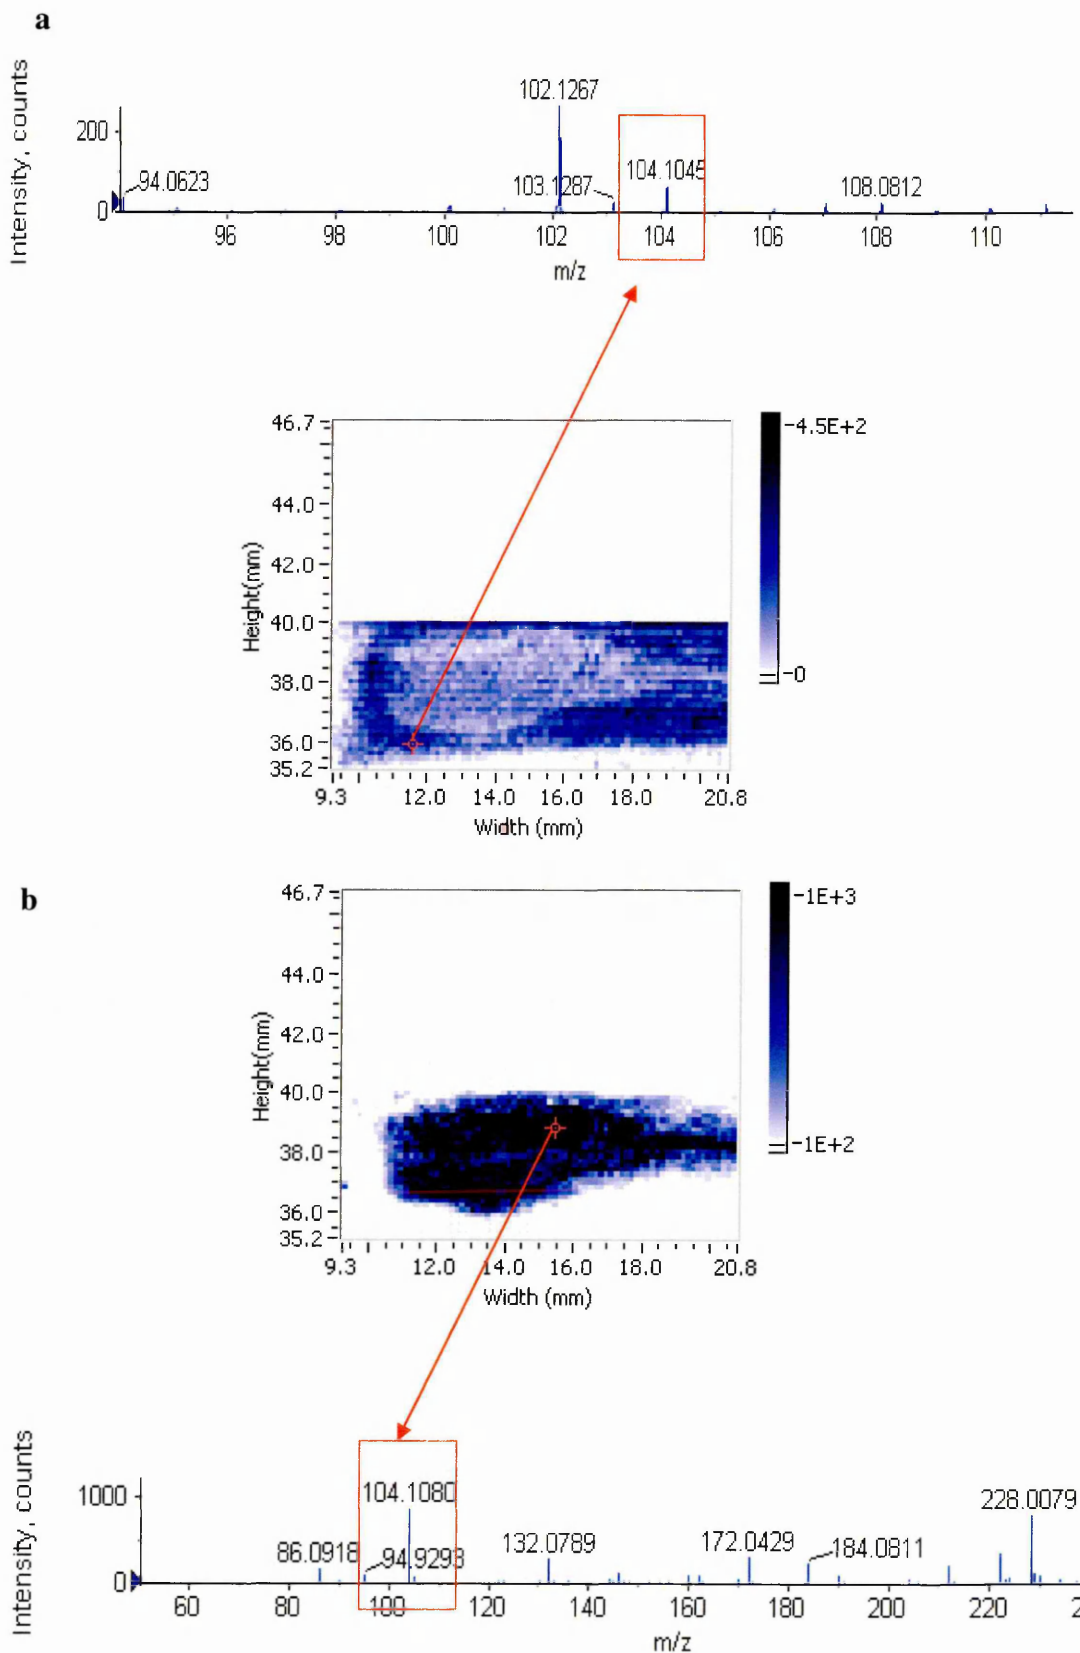 a
Intensity, counts
102.1267
200
94.0623
103.1287
104.1045
108.0812
0
96 98 100 102 104 106 108 110
m/z
46.7
44.0
42.0
40.0
38.0
36.0
35.2
Height(mm)
4.5E+2
0
9.3 12.0 14.0 16.0 18.0 20.8
Width (mm)
b
46.7
44.0
42.0
40.0
38.0
36.0
35.2
Height(mm)
1E+3
1E+2
9.3 12.0 14.0 16.0 18.0 20.8
Width (mm)
Intensity, counts
1000
104.1080
228.0079
86.0918
94.9293
132.0789
172.0429
184.0811
0
60 80 100 120 140 160 180 200 220 2
m/z